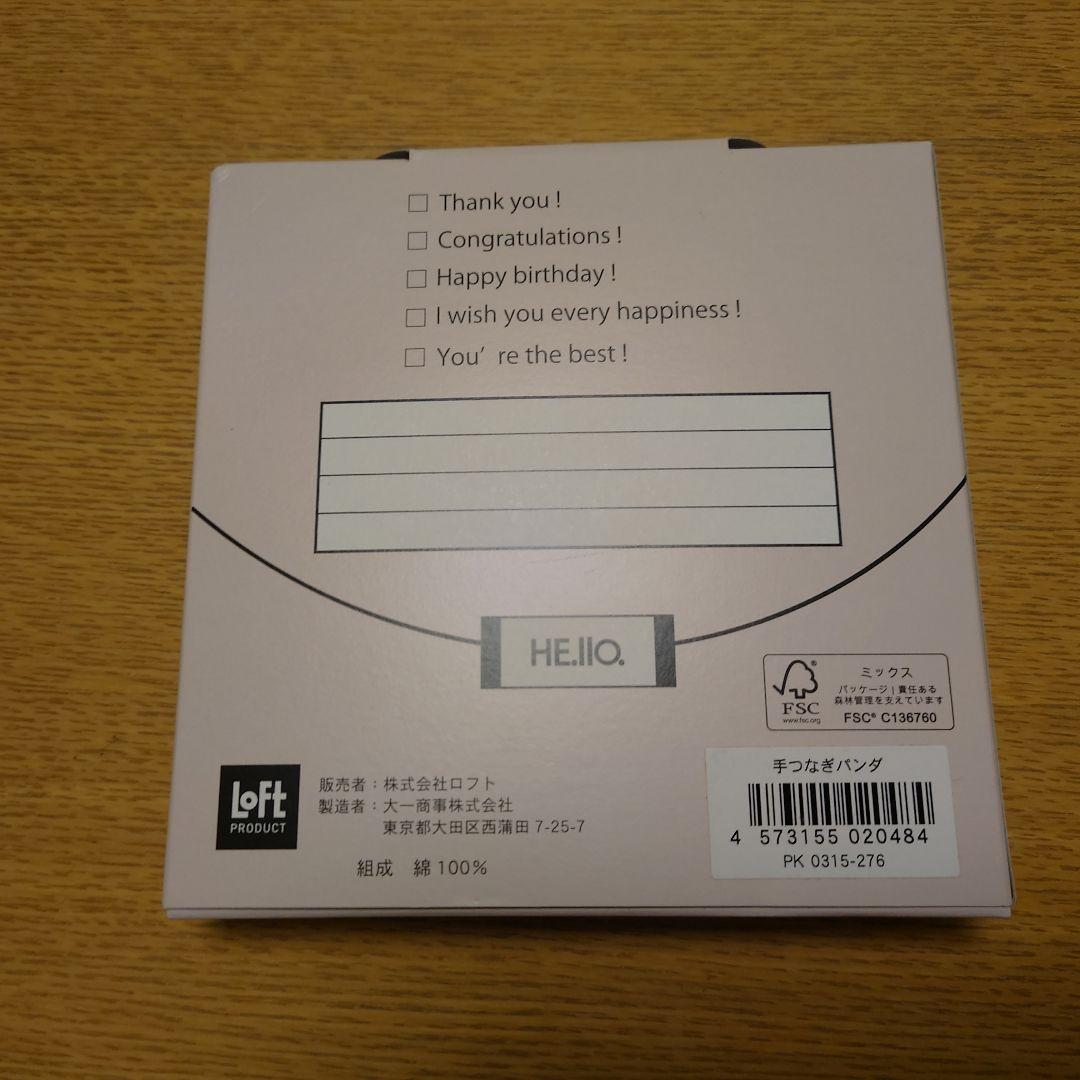 Thank you !
Congratulations !
Happy birthday !
I wish you every happiness !
You’ re the best !
HE.llO.
FSC
www.fsc.org
ミックス
パッケージ | 責任ある
森林管理を支えています
FSC® C136760
Loft
PRODUCT
販売者：株式会社ロフト
製造者：大一商事株式会社
東京都大田区西蒲田 7-25-7
組成 綿 100%
手つなぎパンダ
4 573155 020484
PK 0315-276